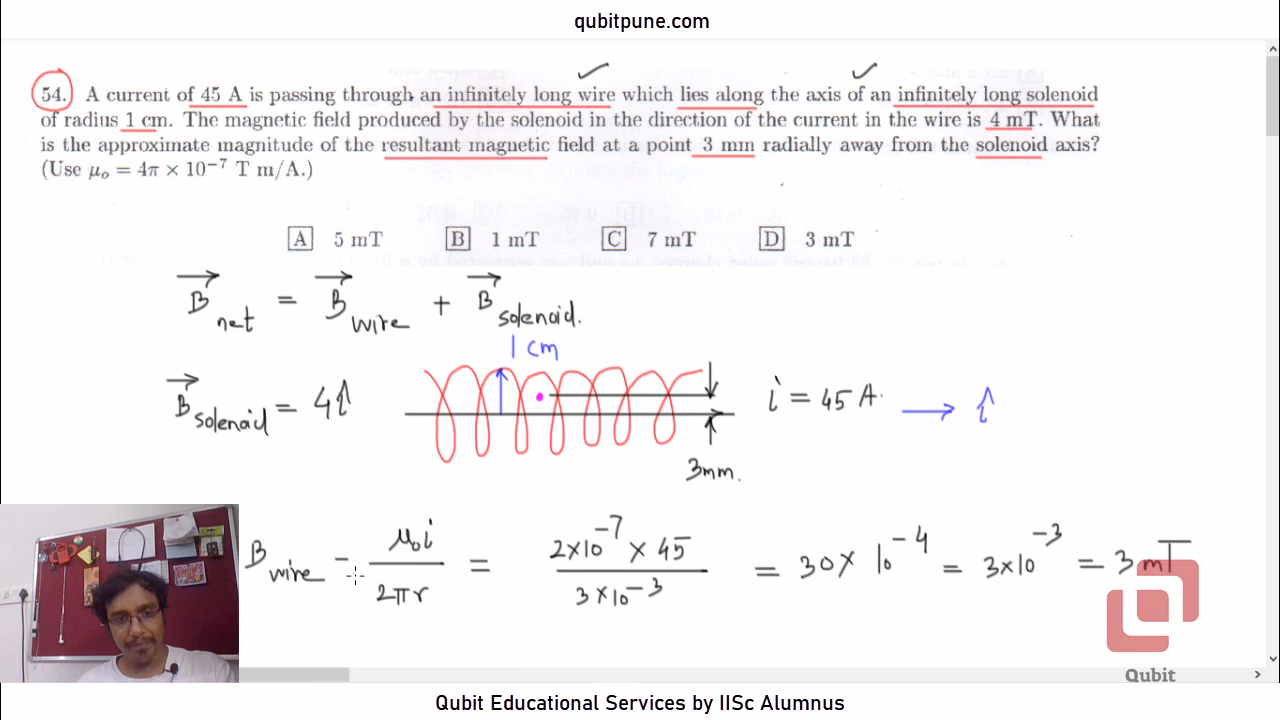 qubitpune.com
54. A current of 45 A is passing through an infinitely long wire which lies along the axis of an infinitely long solenoid
of radius 1 cm. The magnetic field produced by the solenoid in the direction of the current in the wire is 4 mT. What
is the approximate magnitude of the resultant magnetic field at a point 3 mm radially away from the solenoid axis?
(Use μo = 4π × 10−7 T m/A.)
A 5 mT B 1 mT C 7 mT D 3 mT
B net = B wire + B solenoid.
1 cm
B solenoid = 4î
i = 45 A. → î
3mm.
B wire = μ₀i / 2πr = 2×10⁻⁷ × 45 / 3×10⁻³ = 30× 10⁻⁴ = 3×10⁻³ = 3 mT
Qubit
Qubit Educational Services by IISc Alumnus